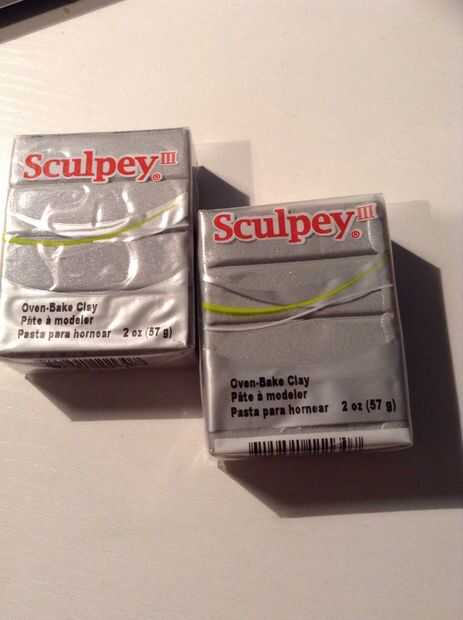 Sculpey® III
Oven-Bake Clay
Pâte à modeler
Pasta para hornear 2 oz (57 g)
Sculpey® III
Oven-Bake Clay
Pâte à modeler
Pasta para hornear 2 oz (57 g)